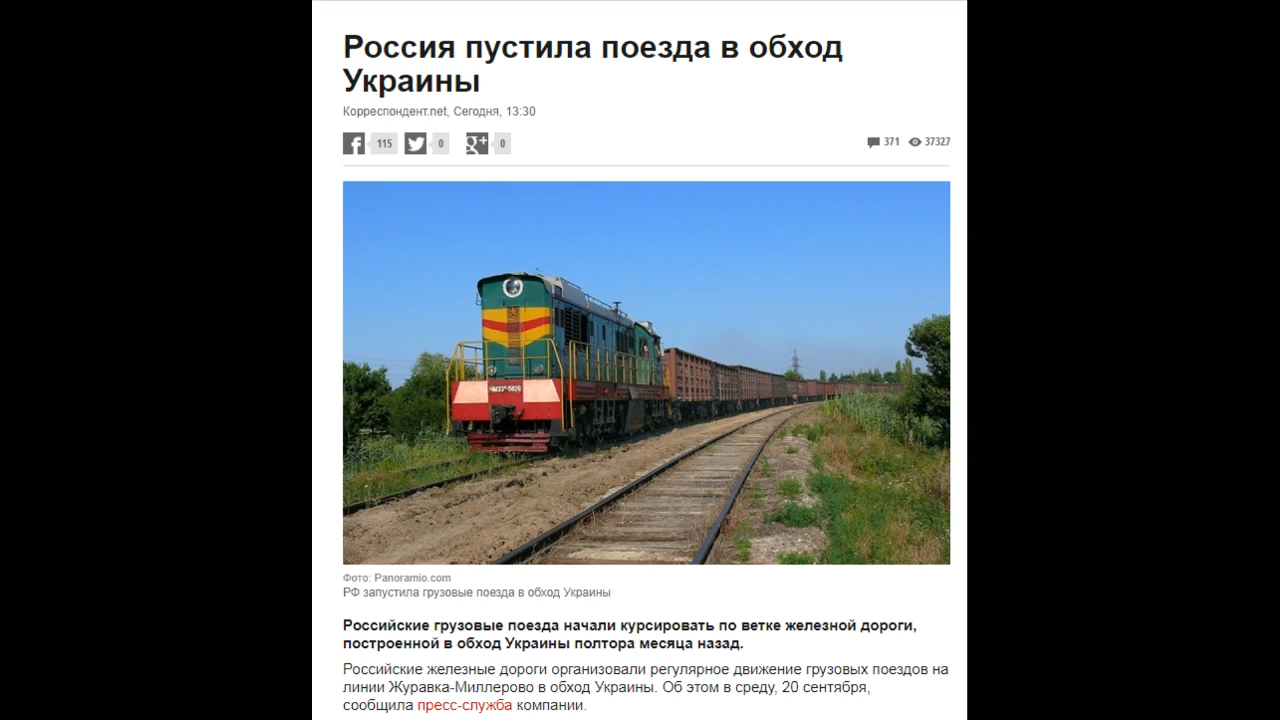 Россия пустила поезда в обход
Украины
Корреспондент.net, Сегодня, 13:30
115 0 0 371 37327
ЧМЭ3т-5826
Фото: Panoramio.com
РФ запустила грузовые поезда в обход Украины
Российские грузовые поезда начали курсировать по ветке железной дороги,
построенной в обход Украины полтора месяца назад.
Российские железные дороги организовали регулярное движение грузовых поездов на
линии Журавка-Миллерово в обход Украины. Об этом в среду, 20 сентября,
сообщила пресс-служба компании.